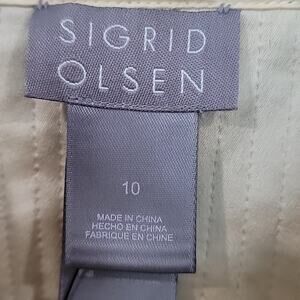 SIGRID
OLSEN
10
MADE IN CHINA
HECHO EN CHINA
FABRIQUE EN CHINE